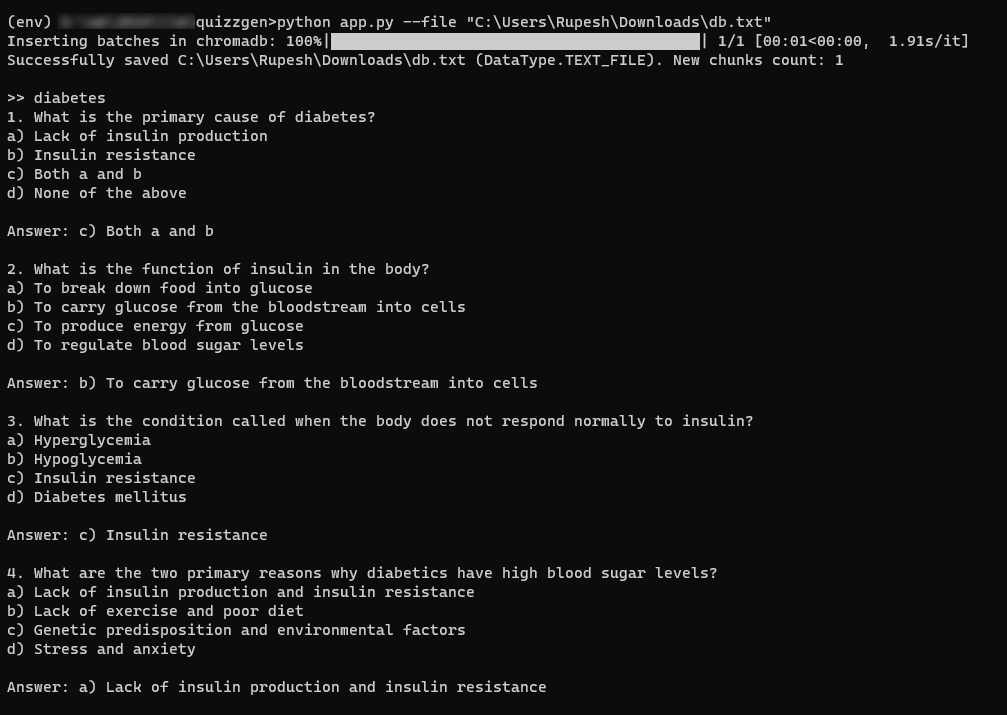 (env) quizzgen>python app.py --file "C:\Users\Rupesh\Downloads\db.txt"
Inserting batches in chromadb: 100%|| 1/1 [00:01<00:00,  1.91s/it]
Successfully saved C:\Users\Rupesh\Downloads\db.txt (DataType.TEXT_FILE). New chunks count: 1
>> diabetes
1. What is the primary cause of diabetes?
a) Lack of insulin production
b) Insulin resistance
c) Both a and b
d) None of the above
Answer: c) Both a and b
2. What is the function of insulin in the body?
a) To break down food into glucose
b) To carry glucose from the bloodstream into cells
c) To produce energy from glucose
d) To regulate blood sugar levels
Answer: b) To carry glucose from the bloodstream into cells
3. What is the condition called when the body does not respond normally to insulin?
a) Hyperglycemia
b) Hypoglycemia
c) Insulin resistance
d) Diabetes mellitus
Answer: c) Insulin resistance
4. What are the two primary reasons why diabetics have high blood sugar levels?
a) Lack of insulin production and insulin resistance
b) Lack of exercise and poor diet
c) Genetic predisposition and environmental factors
d) Stress and anxiety
Answer: a) Lack of insulin production and insulin resistance